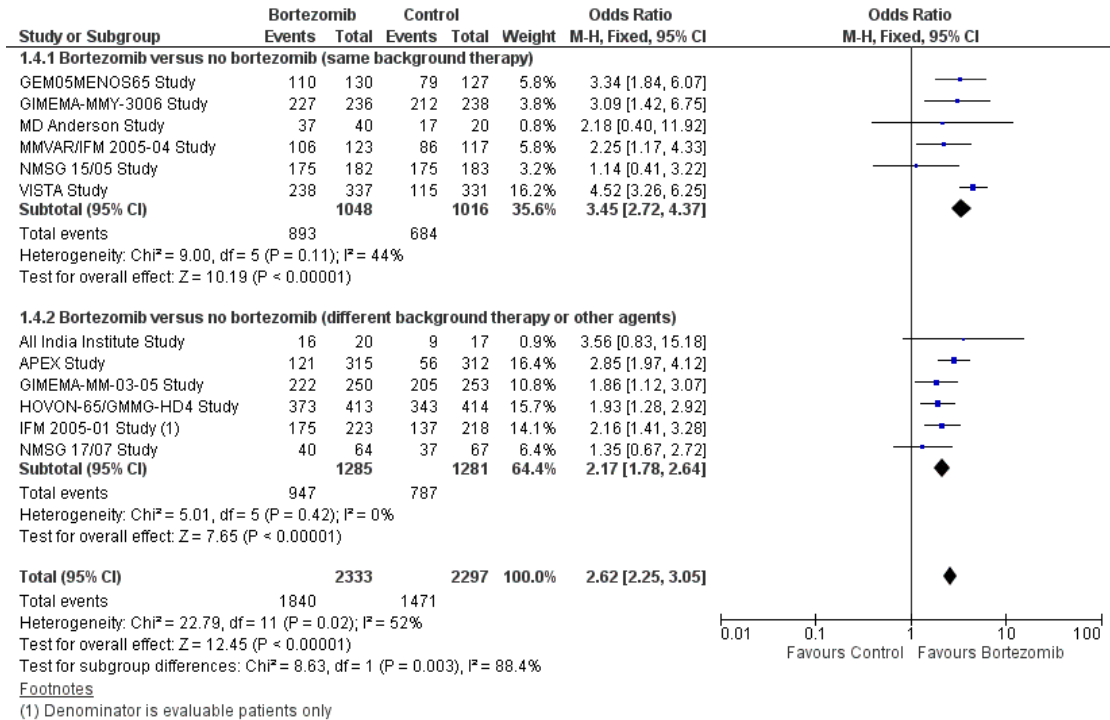 Bortezomib Control Odds Ratio Odds Ratio
Study or Subgroup Events Total Events Total Weight M-H, Fixed, 95% CI M-H, Fixed, 95% CI
1.4.1 Bortezomib versus no bortezomib (same background therapy)
GEM05MENOS65 Study 110 130 79 127 5.8% 3.34 [1.84, 6.07]
GIMEMA-MMY-3006 Study 227 236 212 238 3.8% 3.09 [1.42, 6.75]
MD Anderson Study 37 40 17 20 0.8% 2.18 [0.40, 11.92]
MMVAR/IFM 2005-04 Study 106 123 86 117 5.8% 2.25 [1.17, 4.33]
NMSG 15/05 Study 175 182 175 183 3.2% 1.14 [0.41, 3.22]
VISTA Study 238 337 115 331 16.2% 4.52 [3.26, 6.25]
Subtotal (95% CI) 1048 1016 35.6% 3.45 [2.72, 4.37]
Total events 893 684
Heterogeneity: Chi² = 9.00, df = 5 (P = 0.11); I² = 44%
Test for overall effect: Z = 10.19 (P < 0.00001)
1.4.2 Bortezomib versus no bortezomib (different background therapy or other agents)
All India Institute Study 16 20 9 17 0.9% 3.56 [0.83, 15.18]
APEX Study 121 315 56 312 16.4% 2.85 [1.97, 4.12]
GIMEMA-MM-03-05 Study 222 250 205 253 10.8% 1.86 [1.12, 3.07]
HOVON-65/GMMG-HD4 Study 373 413 343 414 15.7% 1.93 [1.28, 2.92]
IFM 2005-01 Study (1) 175 223 137 218 14.1% 2.16 [1.41, 3.28]
NMSG 17/07 Study 40 64 37 67 6.4% 1.35 [0.67, 2.72]
Subtotal (95% CI) 1285 1281 64.4% 2.17 [1.78, 2.64]
Total events 947 787
Heterogeneity: Chi² = 5.01, df = 5 (P = 0.42); I² = 0%
Test for overall effect: Z = 7.65 (P < 0.00001)
Total (95% CI) 2333 2297 100.0% 2.62 [2.25, 3.05]
Total events 1840 1471
Heterogeneity: Chi² = 22.79, df = 11 (P = 0.02); I² = 52%
Test for overall effect: Z = 12.45 (P < 0.00001)
Test for subgroup differences: Chi² = 8.63, df = 1 (P = 0.003), I² = 88.4%
0.01 0.1 1 10 100
Favours Control Favours Bortezomib
Footnotes
(1) Denominator is evaluable patients only